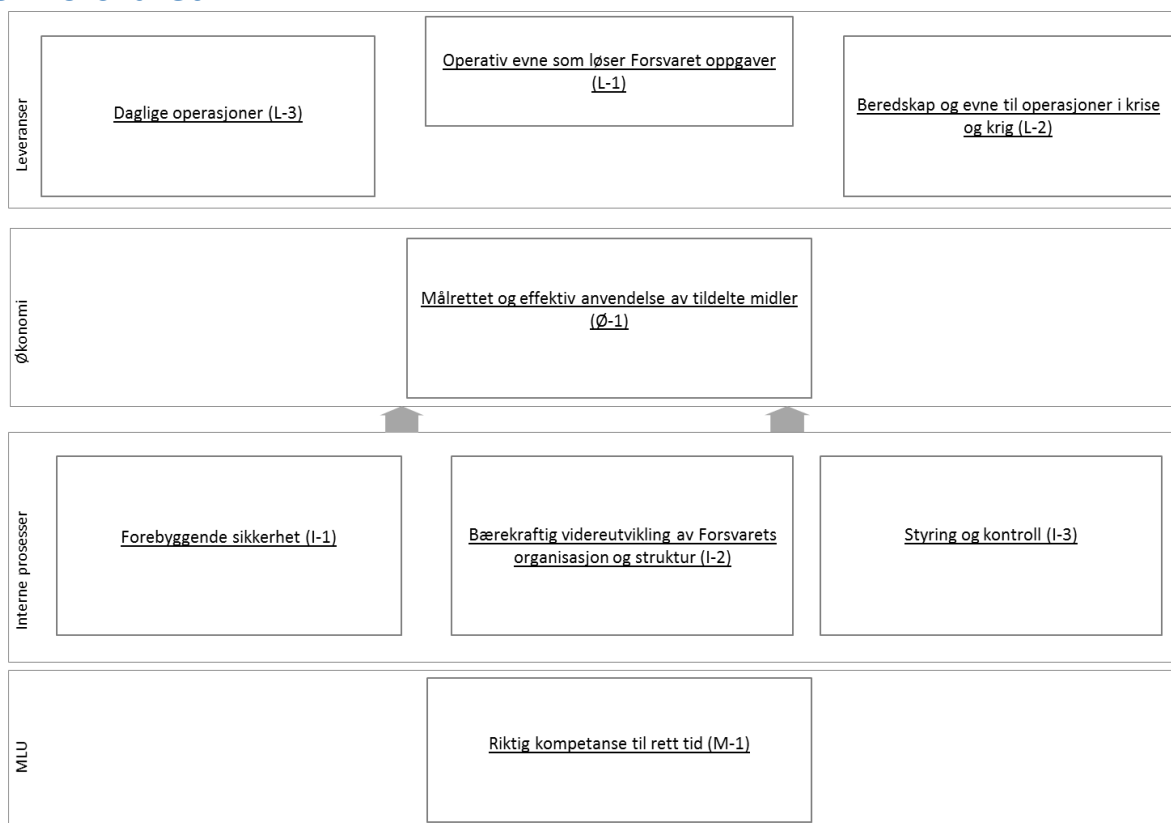 Leveranser
Daglige operasjoner (L-3)
Operativ evne som løser Forsvaret oppgaver
(L-1)
Beredskap og evne til operasjoner i krise
og krig (L-2)
Økonomi
Målrettet og effektiv anvendelse av tildelte midler
(Ø-1)
Interne prosesser
Forebyggende sikkerhet (I-1)
Bærekraftig videreutvikling av Forsvarets
organisasjon og struktur (I-2)
Styring og kontroll (I-3)
MLU
Riktig kompetanse til rett tid (M-1)